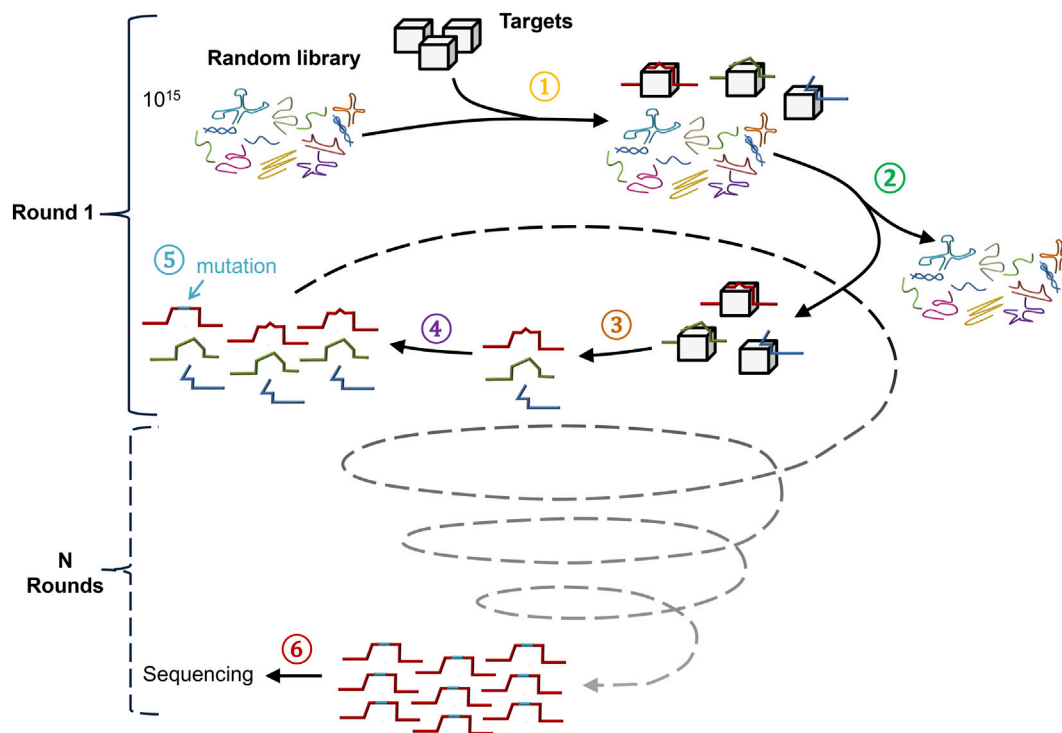 Targets
Random library
①
10¹⁵
②
Round 1
⑤
mutation
④
③
N
Rounds
⑥
Sequencing